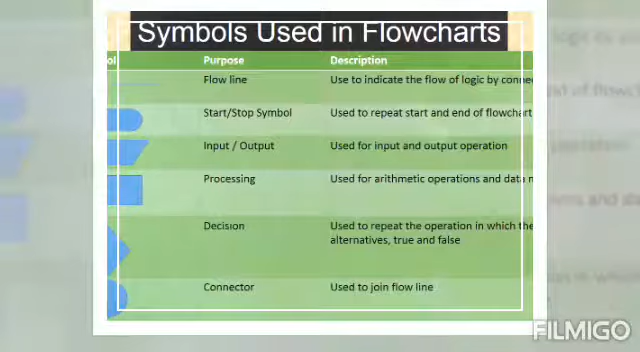 Symbols Used in Flowcharts
ol Purpose Description
Flow line Use to indicate the flow of logic by conne
Start/Stop Symbol Used to repeat start and end of flowchart
Input / Output Used for input and output operation
Processing Used for arithmetic operations and data
Decision Used to repeat the operation in which the
alternatives, true and false
Connector Used to join flow line
FILMIGO